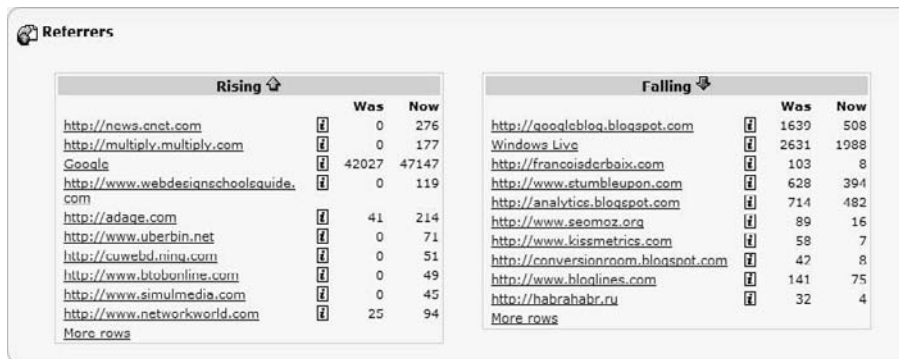 Referrers
Rising
Was Now
http://news.cnet.com 0 276
http://multiply.multiply.com 0 177
Google 42027 47147
http://www.webdesignschoolsguide.
com 0 119
http://adage.com 41 214
http://www.uberbin.net 0 71
http://cuwebd.ning.com 0 51
http://www.btobonline.com 0 49
http://www.simulmedia.com 0 45
http://www.networkworld.com 25 94
More rows
Falling
Was Now
http://googleblog.blogspot.com 1639 508
Windows Live 2631 1988
http://francoisderbaix.com 103 8
http://www.stumbleupon.com 628 394
http://analytics.blogspot.com 714 482
http://www.seomoz.org 89 16
http://www.kissmetrics.com 58 7
http://conversionroom.blogspot.com 42 8
http://www.bloglines.com 141 75
http://habrahabr.ru 32 4
More rows